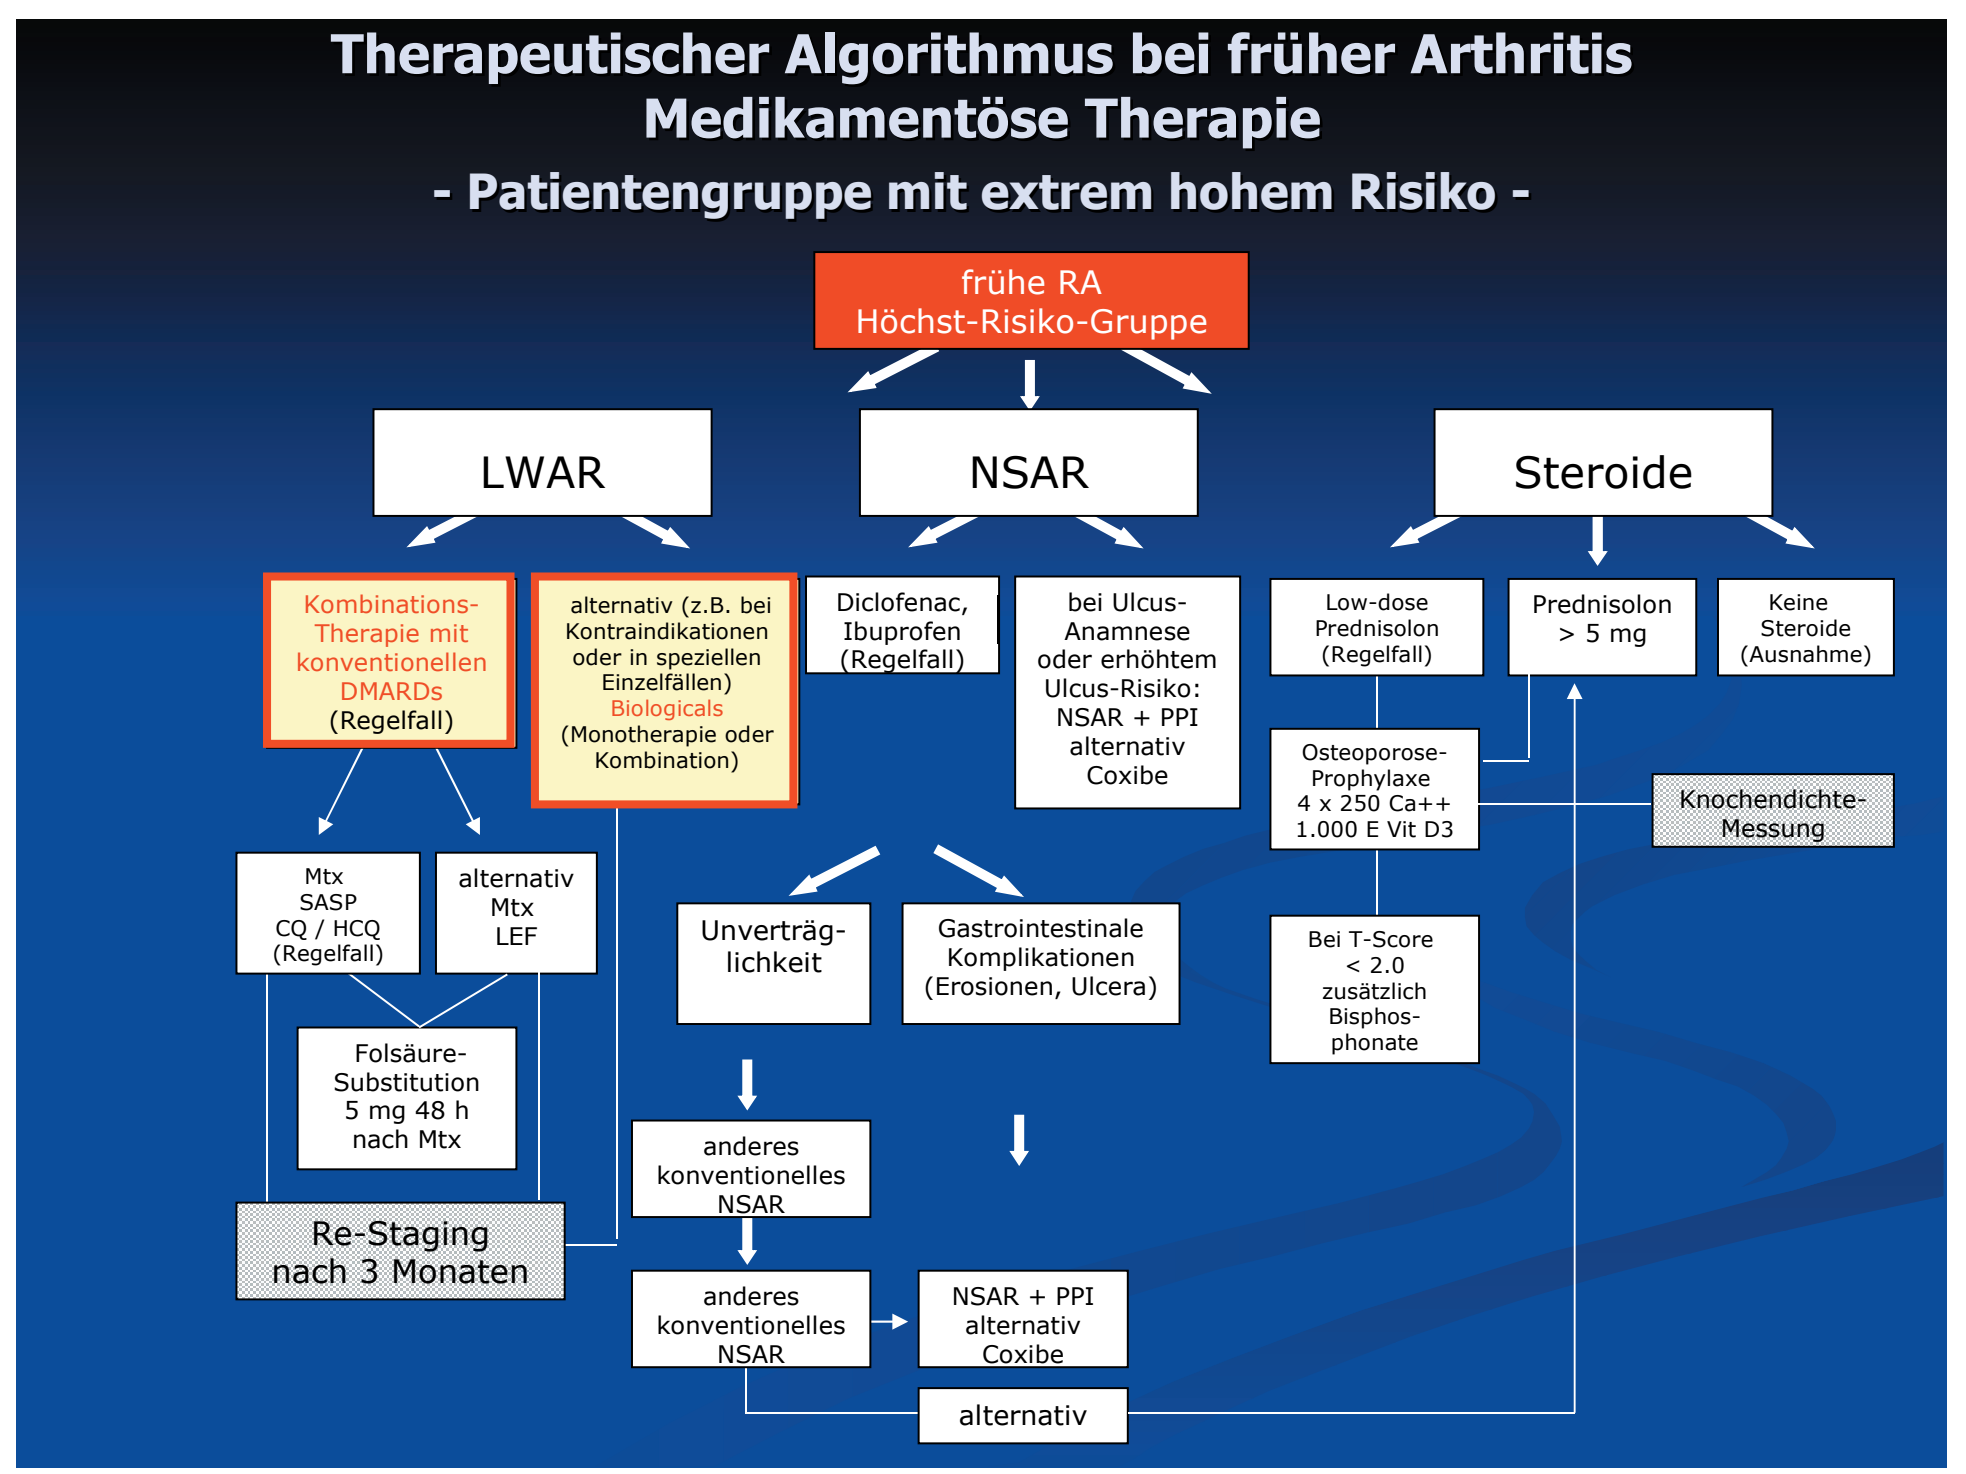 Therapeutischer Algorithmus bei früher Arthritis
Medikamentöse Therapie
- Patientengruppe mit extrem hohem Risiko -
frühe RA
Höchst-Risiko-Gruppe
LWAR
NSAR
Steroide
Kombinations-
Therapie mit
konventionellen
DMARDs
(Regelfall)
alternativ (z.B. bei
Kontraindikationen
oder in speziellen
Einzelfällen)
Biologicals
(Monotherapie oder
Kombination)
Diclofenac,
Ibuprofen
(Regelfall)
bei Ulcus-
Anamnese
oder erhöhtem
Ulcus-Risiko:
NSAR + PPI
alternativ
Coxibe
Low-dose
Prednisolon
(Regelfall)
Prednisolon
> 5 mg
Keine
Steroide
(Ausnahme)
Osteoporose-
Prophylaxe
4 x 250 Ca++
1.000 E Vit D3
Knochendichte-
Messung
Mtx
SASP
CQ / HCQ
(Regelfall)
alternativ
Mtx
LEF
Unverträg-
lichkeit
Gastrointestinale
Komplikationen
(Erosionen, Ulcera)
Bei T-Score
< 2.0
zusätzlich
Bisphos-
phonate
Folsäure-
Substitution
5 mg 48 h
nach Mtx
anderes
konventionelles
NSAR
Re-Staging
nach 3 Monaten
anderes
konventionelles
NSAR
NSAR + PPI
alternativ
Coxibe
alternativ